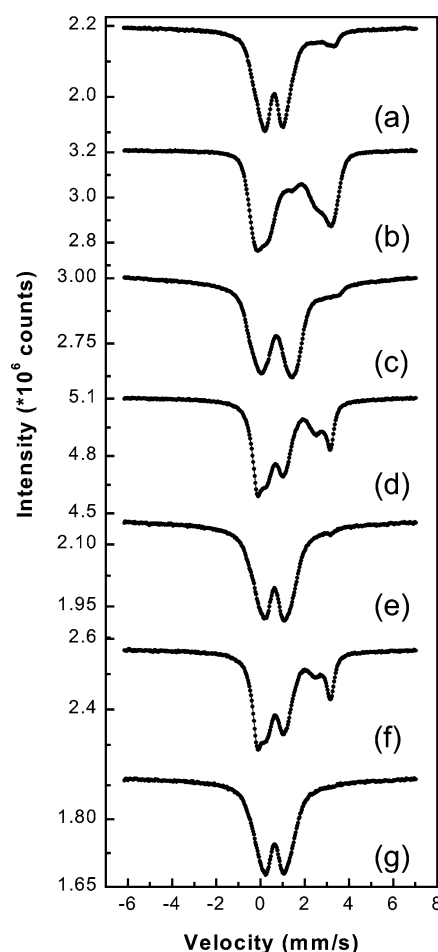 2.2
2.0
(a)
3.2
3.0
2.8
(b)
3.00
2.75
(c)
5.1
4.8
4.5
(d)
4.5
2.10
1.95
(e)
2.6
2.4
(f)
1.80
1.65
(g)
-6 -4 -2 0 2 4 6 8
Velocity (mm/s)
Intensity (*10⁶ counts)